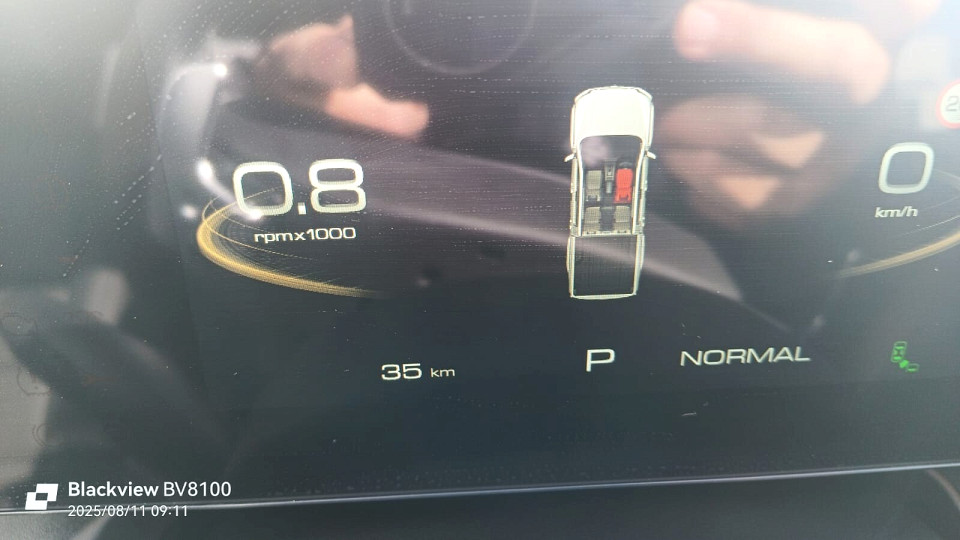 0.8
rpmx1000
0
km/h
35 km
P
NORMAL
Blackview BV8100
2025/08/11 09:11